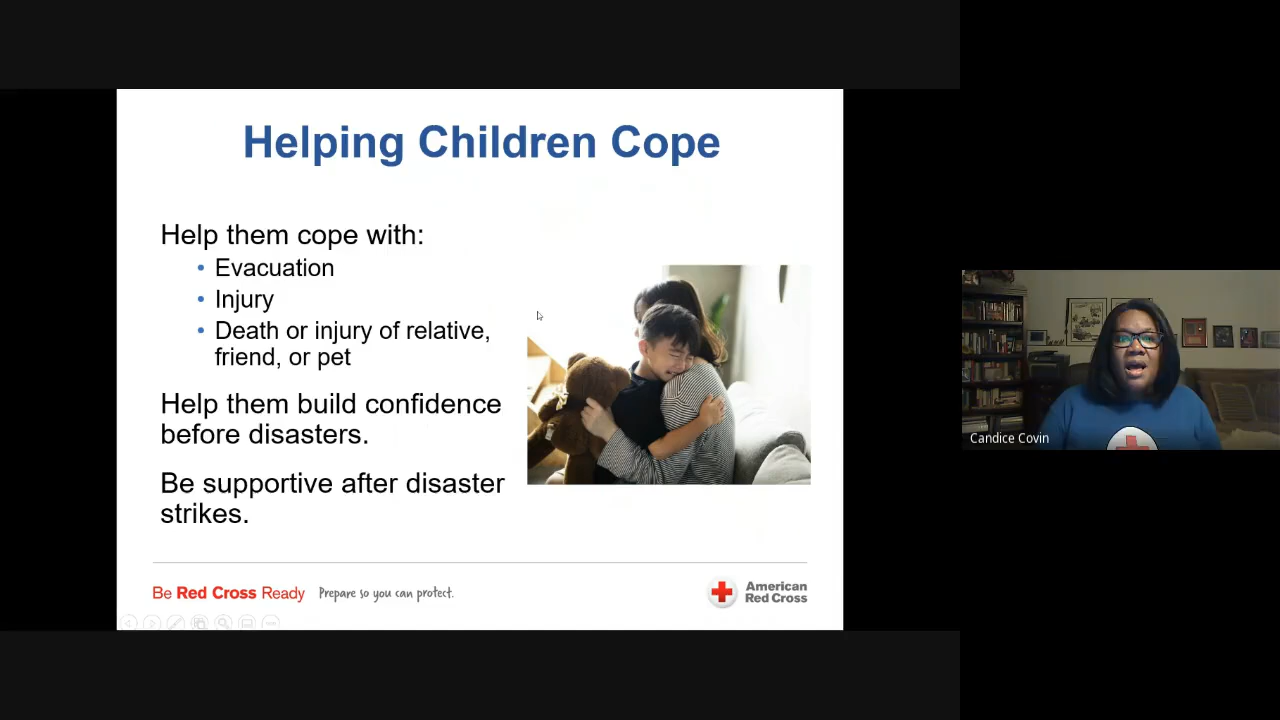 Helping Children Cope
Help them cope with:
• Evacuation
• Injury
• Death or injury of relative,
friend, or pet
Help them build confidence
before disasters.
Be supportive after disaster
strikes.
Be Red Cross Ready Prepare so you can protect.
American
Red Cross
Candice Covin